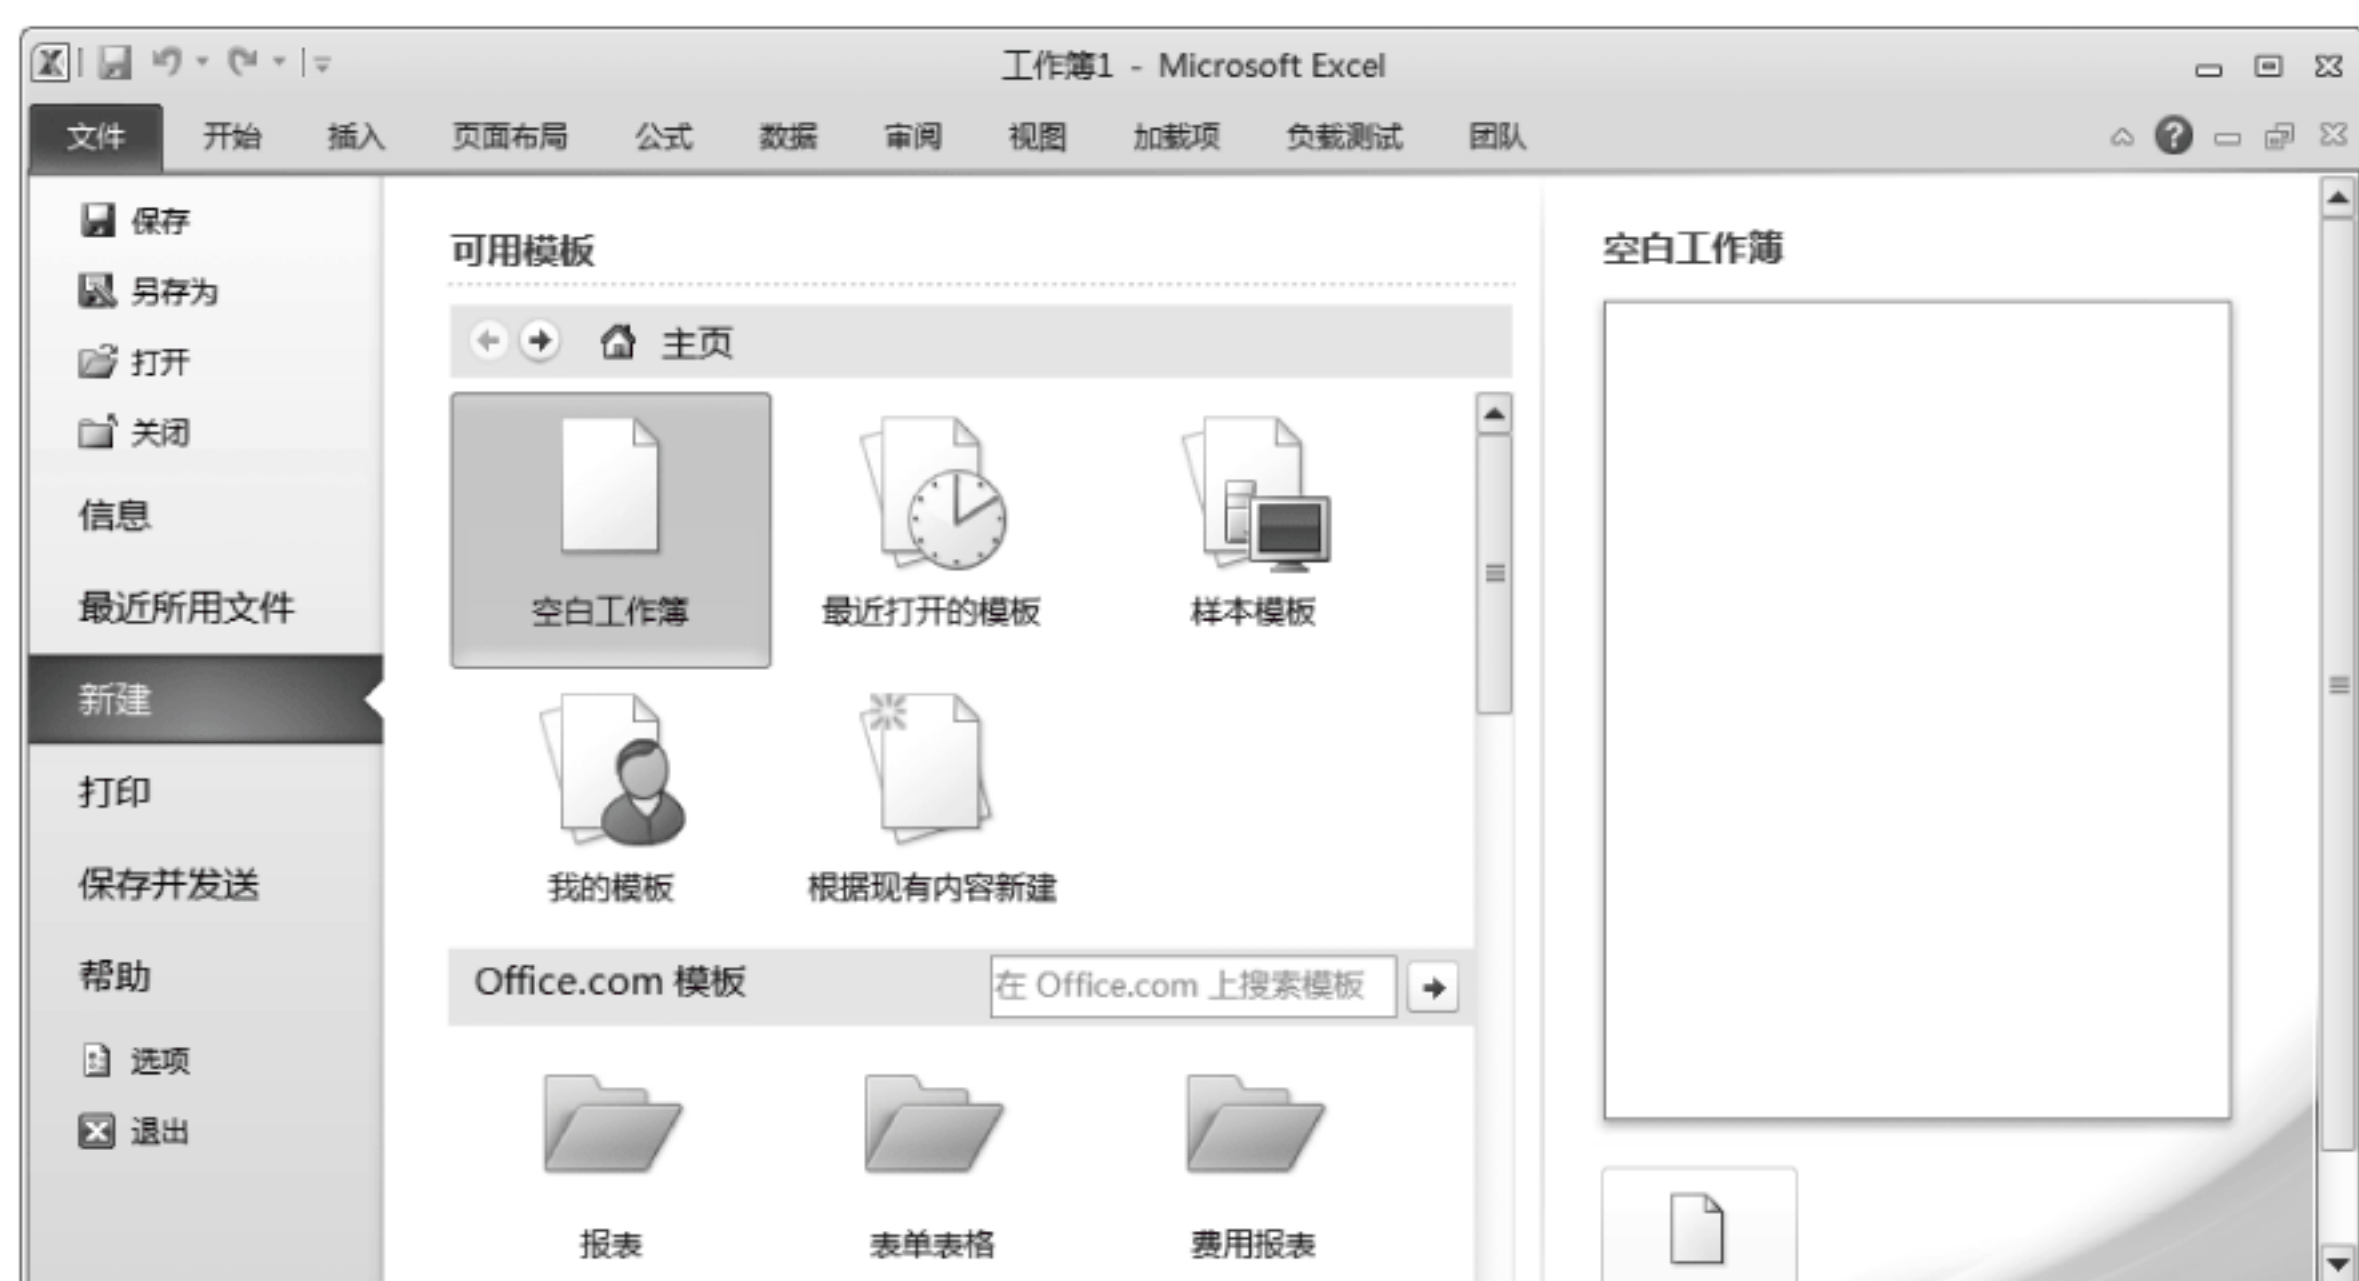 工作簿1 - Microsoft Excel
文件 开始 插入 页面布局 公式 数据 审阅 视图 加载项 负载测试 团队
保存
另存为
打开
关闭
信息
最近所用文件
新建
打印
保存并发送
帮助
选项
退出
可用模板
主页
空白工作簿 最近打开的模板 样本模板
我的模板 根据现有内容新建
Office.com 模板 在 Office.com 上搜索模板
报表 表单表格 费用报表
空白工作簿